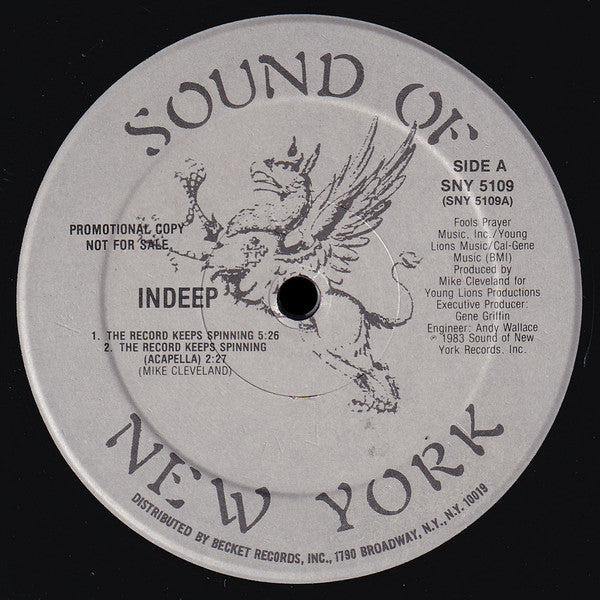 SOUND OF
SIDE A
SNY 5109
(SNY 5109A)
PROMOTIONAL COPY
NOT FOR SALE
Fools Prayer
Music, Inc./Young
Lions Music/Cal-Gene
Music (BMI)
Produced by
Mike Cleveland for
Young Lions Productions
Executive Producer:
Gene Griffin
Engineer: Andy Wallace
℗ 1983 Sound of New
York Records, Inc.
INDEEP
1. THE RECORD KEEPS SPINNING 5:26
2. THE RECORD KEEPS SPINNING
(ACAPELLA) 2:27
(MIKE CLEVELAND)
NEW YORK
DISTRIBUTED BY BECKET RECORDS, INC., 1790 BROADWAY, N.Y., N.Y. 10019